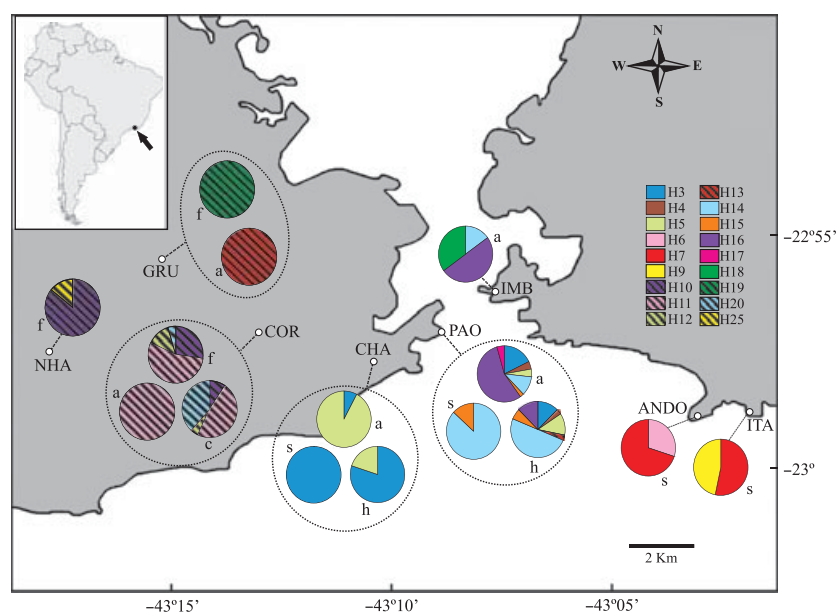 N
W E
S
H3 H13
H4 H14
H5 H15
H6 H16
H7 H17
H9 H18
H10 H19
H11 H20
H12 H25
f
a
GRU
a
IMB
–22º55'
f
NHA
COR
f
a
c
CHA
PAO
a
s
h
a
s
h
ANDO
ITA
s
s
–23º
2 Km
–43º15' –43º10' –43º05'